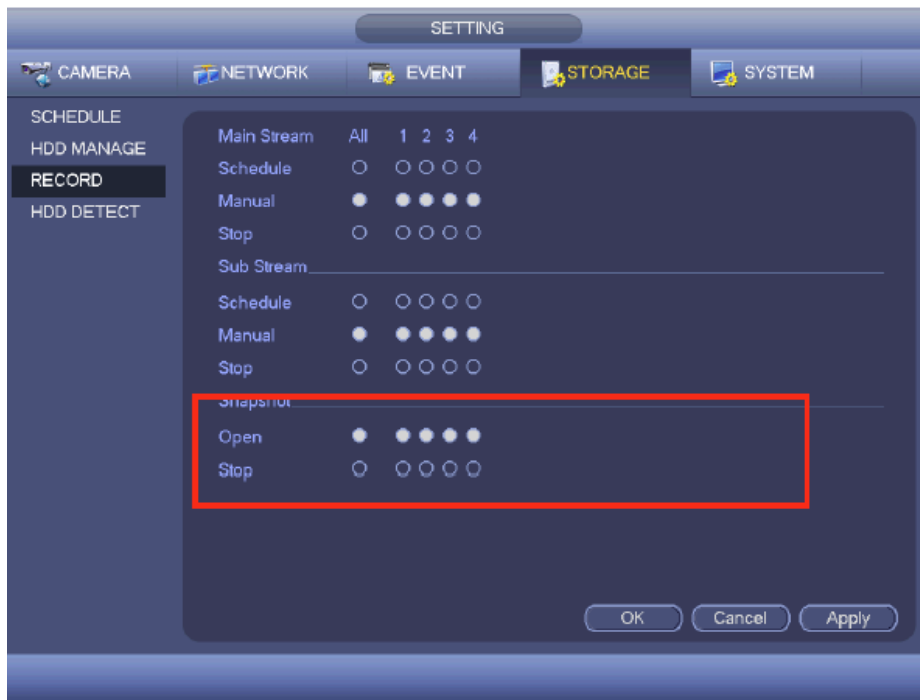 SETTING
CAMERA NETWORK EVENT STORAGE SYSTEM
SCHEDULE
HDD MANAGE
RECORD
HDD DETECT
Main Stream All 1 2 3 4
Schedule
Manual
Stop
Sub Stream
Schedule
Manual
Stop
Snapshot
Open
Stop
OK Cancel Apply